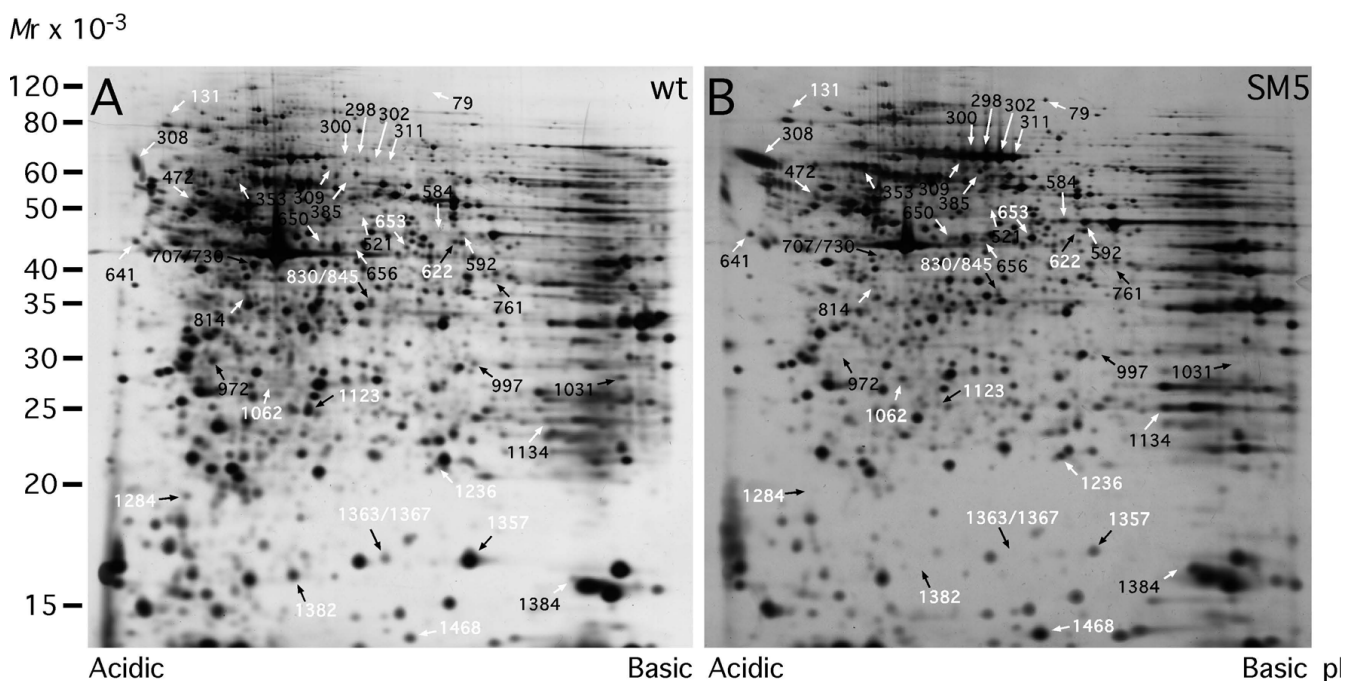 Mr x 10-3
120 A 131 79 wt B 131 79 SM5
80 308 300 298 302 311 308 300 298 302 311
60 472 353 309 385 584 472 353 309 385 584
50 650 521 653 650 521 653
641 707/730 830/845 656 622 592 641 707/730 830/845 656 622 592
40 761 761
35 814 814
30 972 997 972 997 1031
25 1062 1123 1031 1062 1123
1134 1134
20 1284 1236 1284 1236
1363/1367 1357 1363/1367 1357
15 1382 1384 1382 1384
1468 1468
Acidic Basic Acidic Basic pI